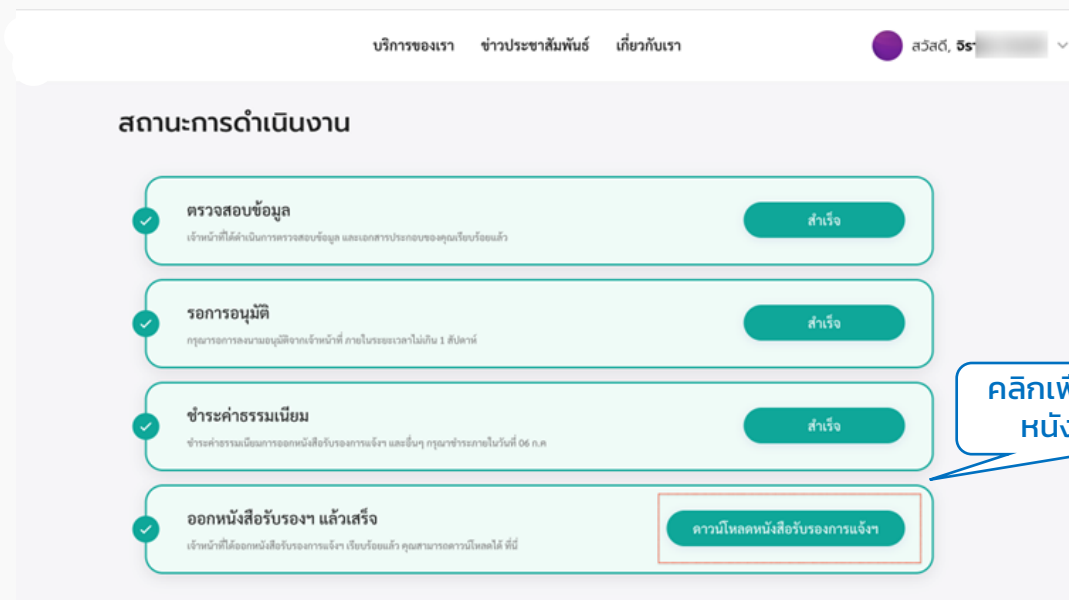 บริการของเรา ข่าวประชาสัมพันธ์ เกี่ยวกับเรา สวัสดี,
สถานะการดำเนินงาน
ตรวจสอบข้อมูล
เจ้าหน้าที่ได้ดำเนินการตรวจสอบข้อมูล และเอกสารประกอบของคุณเรียบร้อยแล้ว
สำเร็จ
รอการอนุมัติ
กรุณารอการลงนามอนุมัติจากเจ้าหน้าที่ ภายในระยะเวลาไม่เกิน 1 สัปดาห์
สำเร็จ
ชำระค่าธรรมเนียม
ชำระค่าธรรมเนียมการออกหนังสือรับรองการแจ้งฯ และอื่นๆ กรุณาชำระภายในวันที่ 06 ก.ค
สำเร็จ
ออกหนังสือรับรองฯ แล้วเสร็จ
เจ้าหน้าที่ได้ออกหนังสือรับรองการแจ้งฯ เรียบร้อยแล้ว คุณสามารถดาวน์โหลดได้ ที่นี่
ดาวน์โหลดหนังสือรับรองการแจ้งฯ